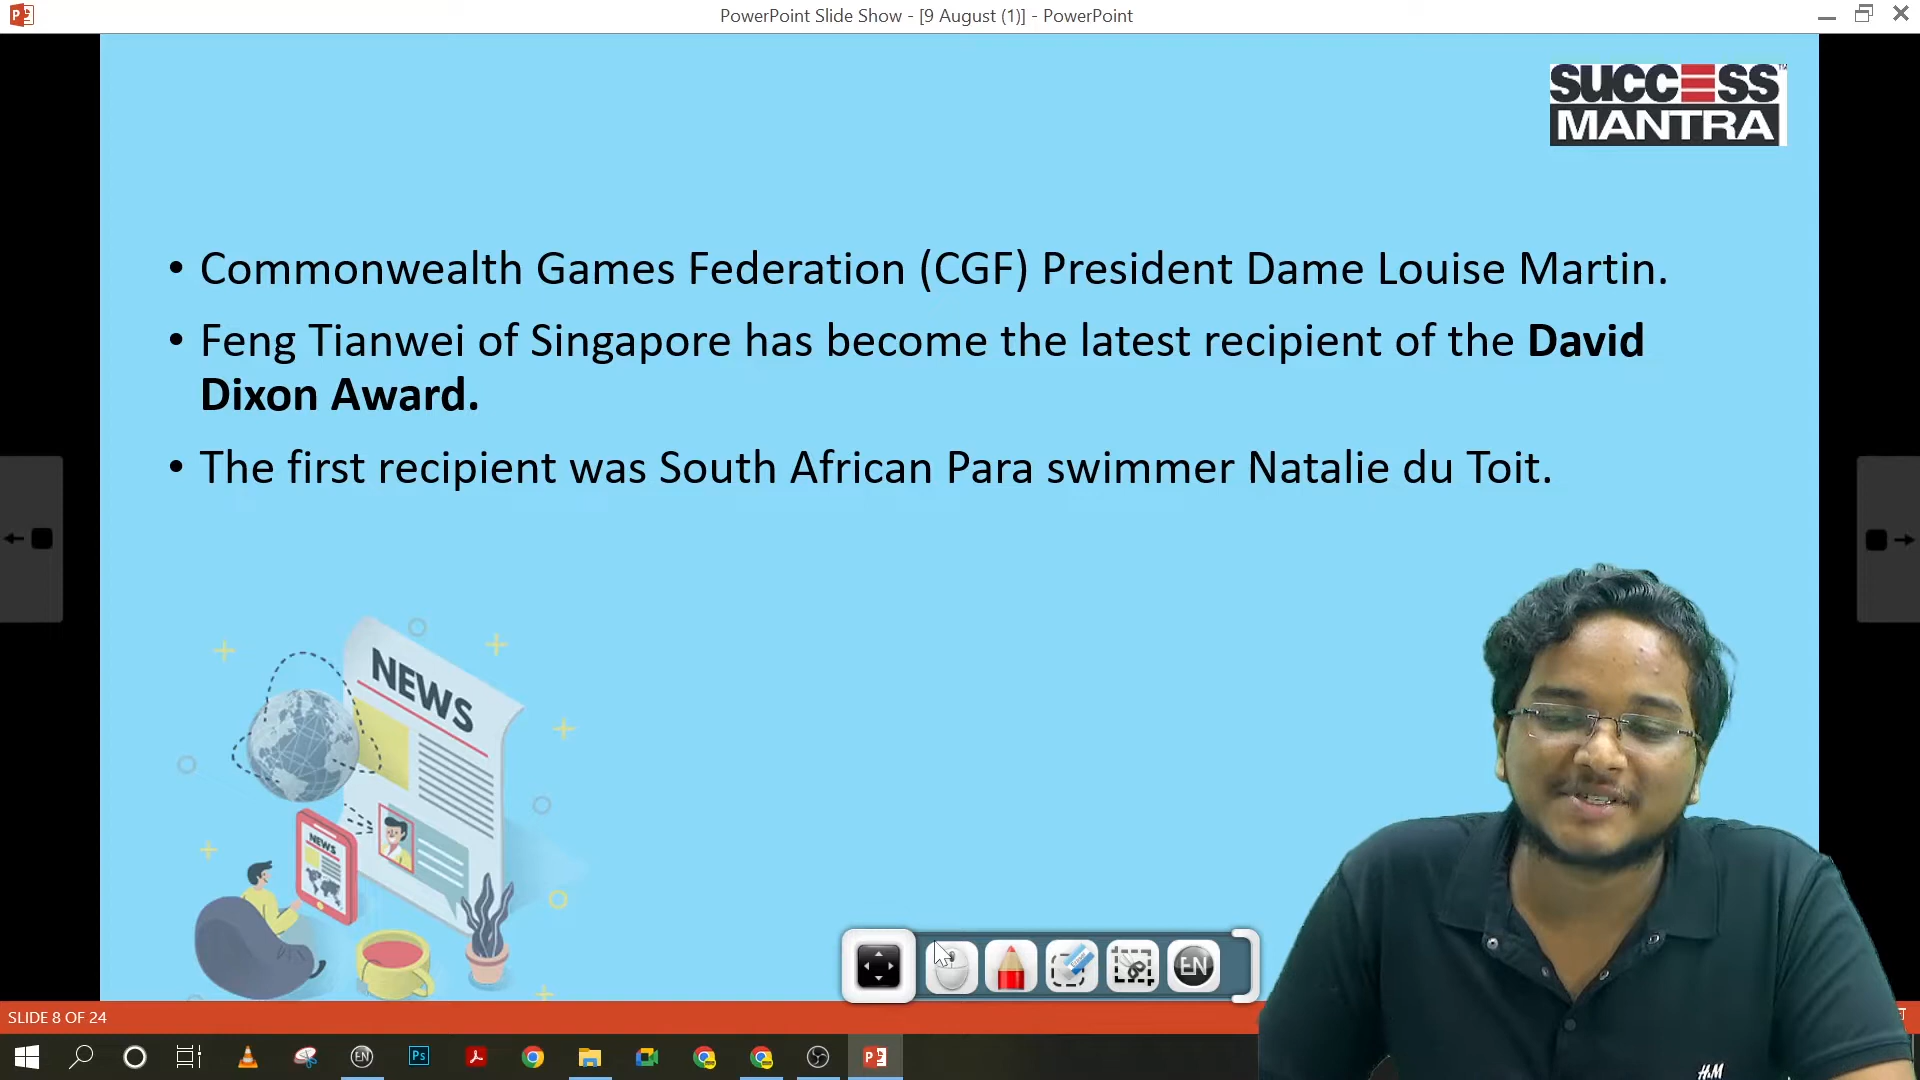 PowerPoint Slide Show - [9 August (1)] - PowerPoint
SUCCESS
MANTRA
• Commonwealth Games Federation (CGF) President Dame Louise Martin.
• Feng Tianwei of Singapore has become the latest recipient of the David
Dixon Award.
• The first recipient was South African Para swimmer Natalie du Toit.
NEWS
NEWS
EN
SLIDE 8 OF 24
EN
Ps
H&M